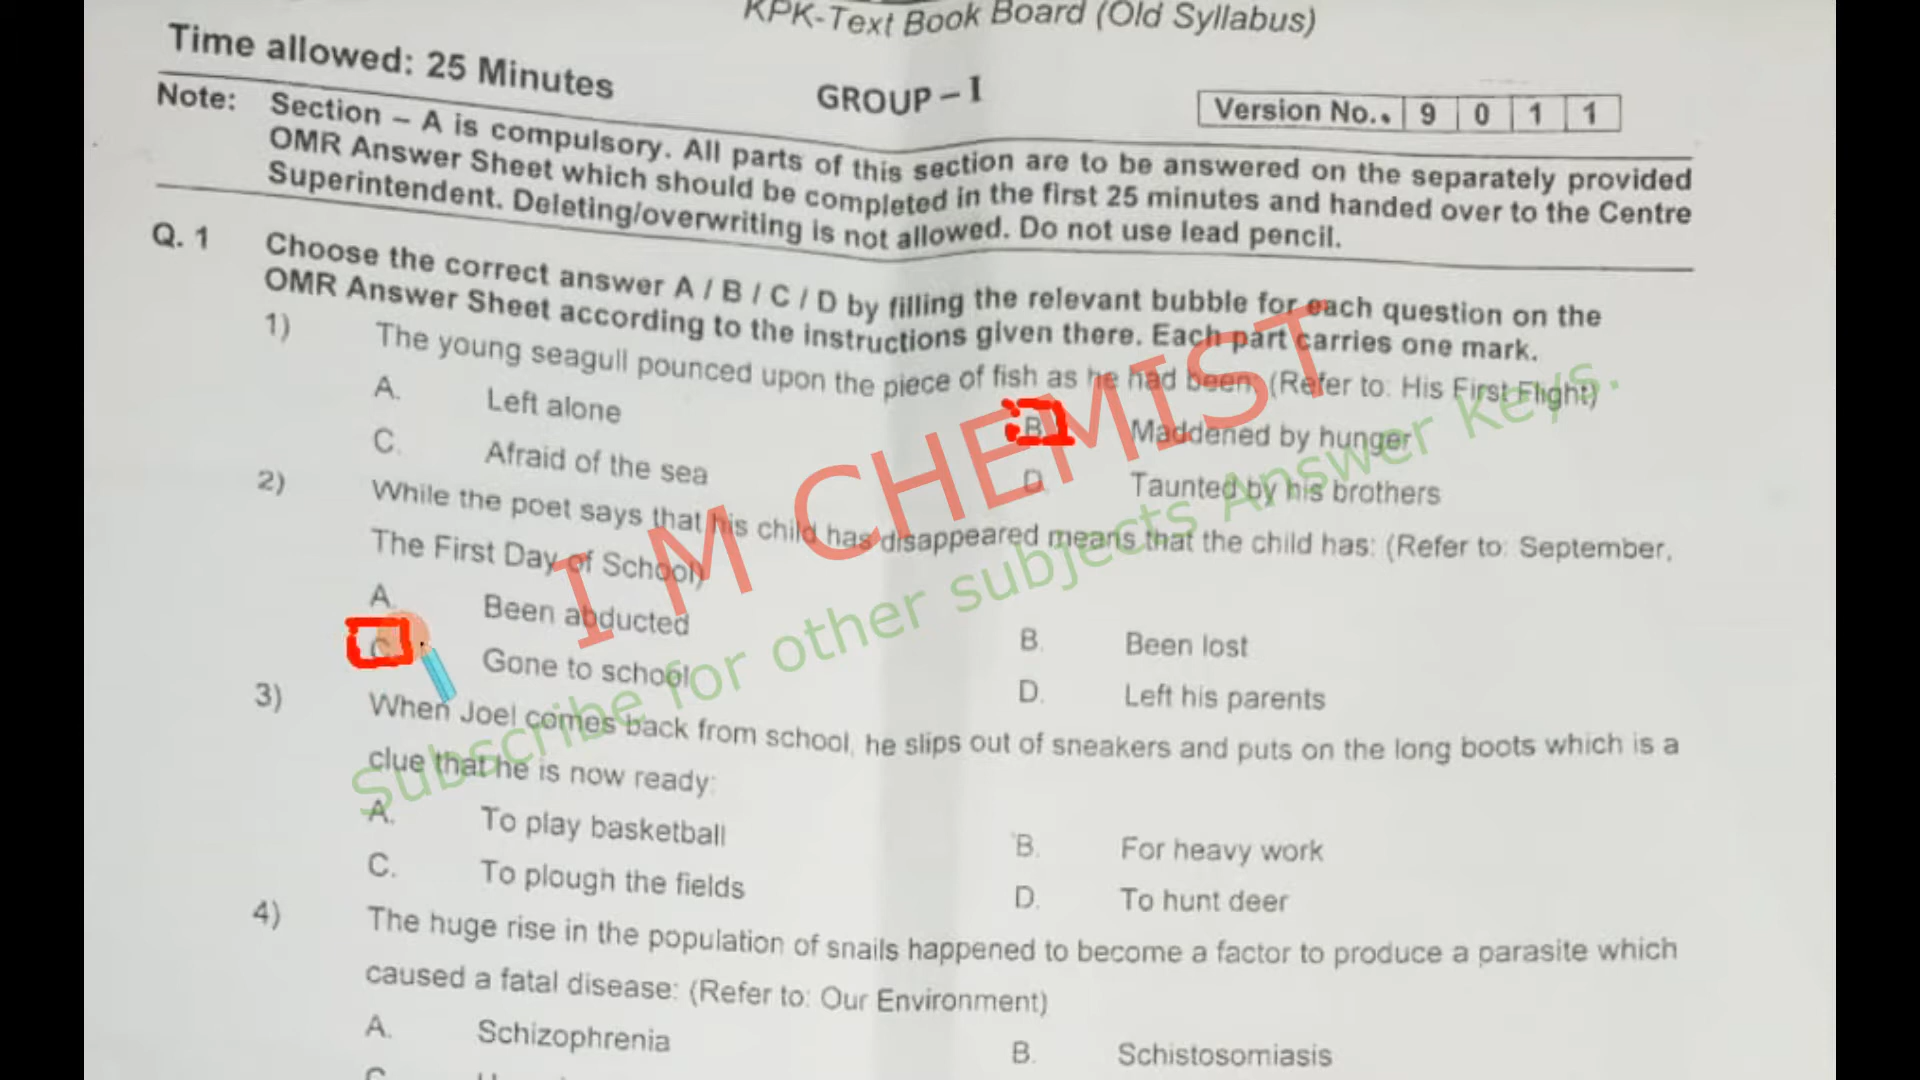 KPK-Text Book Board (Old Syllabus)
Time allowed: 25 Minutes
GROUP – I
Version No. 9 0 1 1
Note: Section – A is compulsory. All parts of this section are to be answered on the separately provided
OMR Answer Sheet which should be completed in the first 25 minutes and handed over to the Centre
Superintendent. Deleting/overwriting is not allowed. Do not use lead pencil.
Q. 1 Choose the correct answer A / B / C / D by filling the relevant bubble for each question on the
OMR Answer Sheet according to the instructions given there. Each part carries one mark.
1) The young seagull pounced upon the piece of fish as he had been: (Refer to: His First Flight)
A. Left alone B. Maddened by hunger
C. Afraid of the sea D. Taunted by his brothers
2) While the poet says that his child has disappeared means that the child has: (Refer to: September,
The First Day of School)
A. Been abducted B. Been lost
C. Gone to school D. Left his parents
3) When Joel comes back from school, he slips out of sneakers and puts on the long boots which is a
clue that he is now ready:
A. To play basketball B. For heavy work
C. To plough the fields D. To hunt deer
4) The huge rise in the population of snails happened to become a factor to produce a parasite which
caused a fatal disease: (Refer to: Our Environment)
A. Schizophrenia B. Schistosomiasis
C.
I M CHEMIST
Subscribe for other subjects Answer Keys.